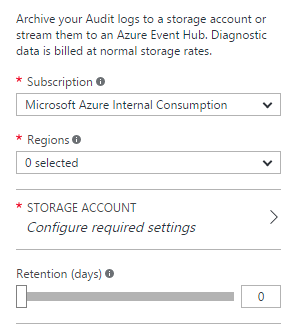 Archive your Audit logs to a storage account or
stream them to an Azure Event Hub. Diagnostic
data is billed at normal storage rates.
* Subscription
Microsoft Azure Internal Consumption
* Regions
0 selected
* STORAGE ACCOUNT
Configure required settings
Retention (days)
0